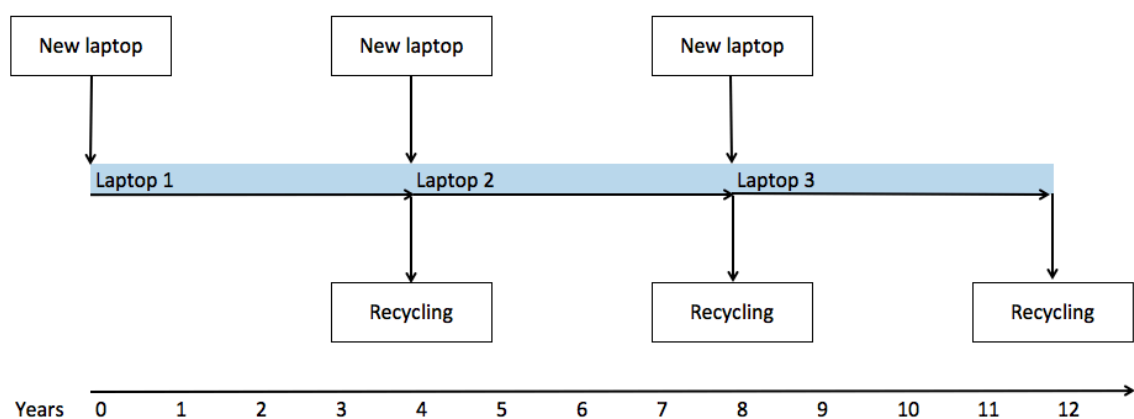 New laptop
New laptop
New laptop
Laptop 1
Laptop 2
Laptop 3
Recycling
Recycling
Recycling
Years 0 1 2 3 4 5 6 7 8 9 10 11 12